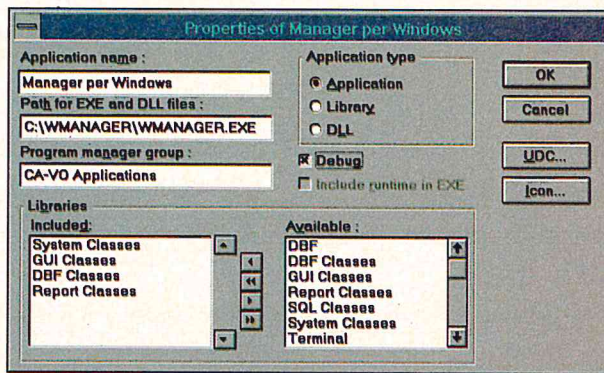 Properties of Manager per Windows
Application name :
Manager per Windows
Path for EXE and DLL files :
C:\WMANAGER\WMANAGER.EXE
Program manager group :
CA-VO Applications
Application type
Application
Library
DLL
Debug
Include runtime in EXE
OK
Cancel
UDC...
Icon...
Libraries
Included:
System Classes
GUI Classes
DBF Classes
Report Classes
Available :
DBF
DBF Classes
GUI Classes
Report Classes
SQL Classes
System Classes
Terminal